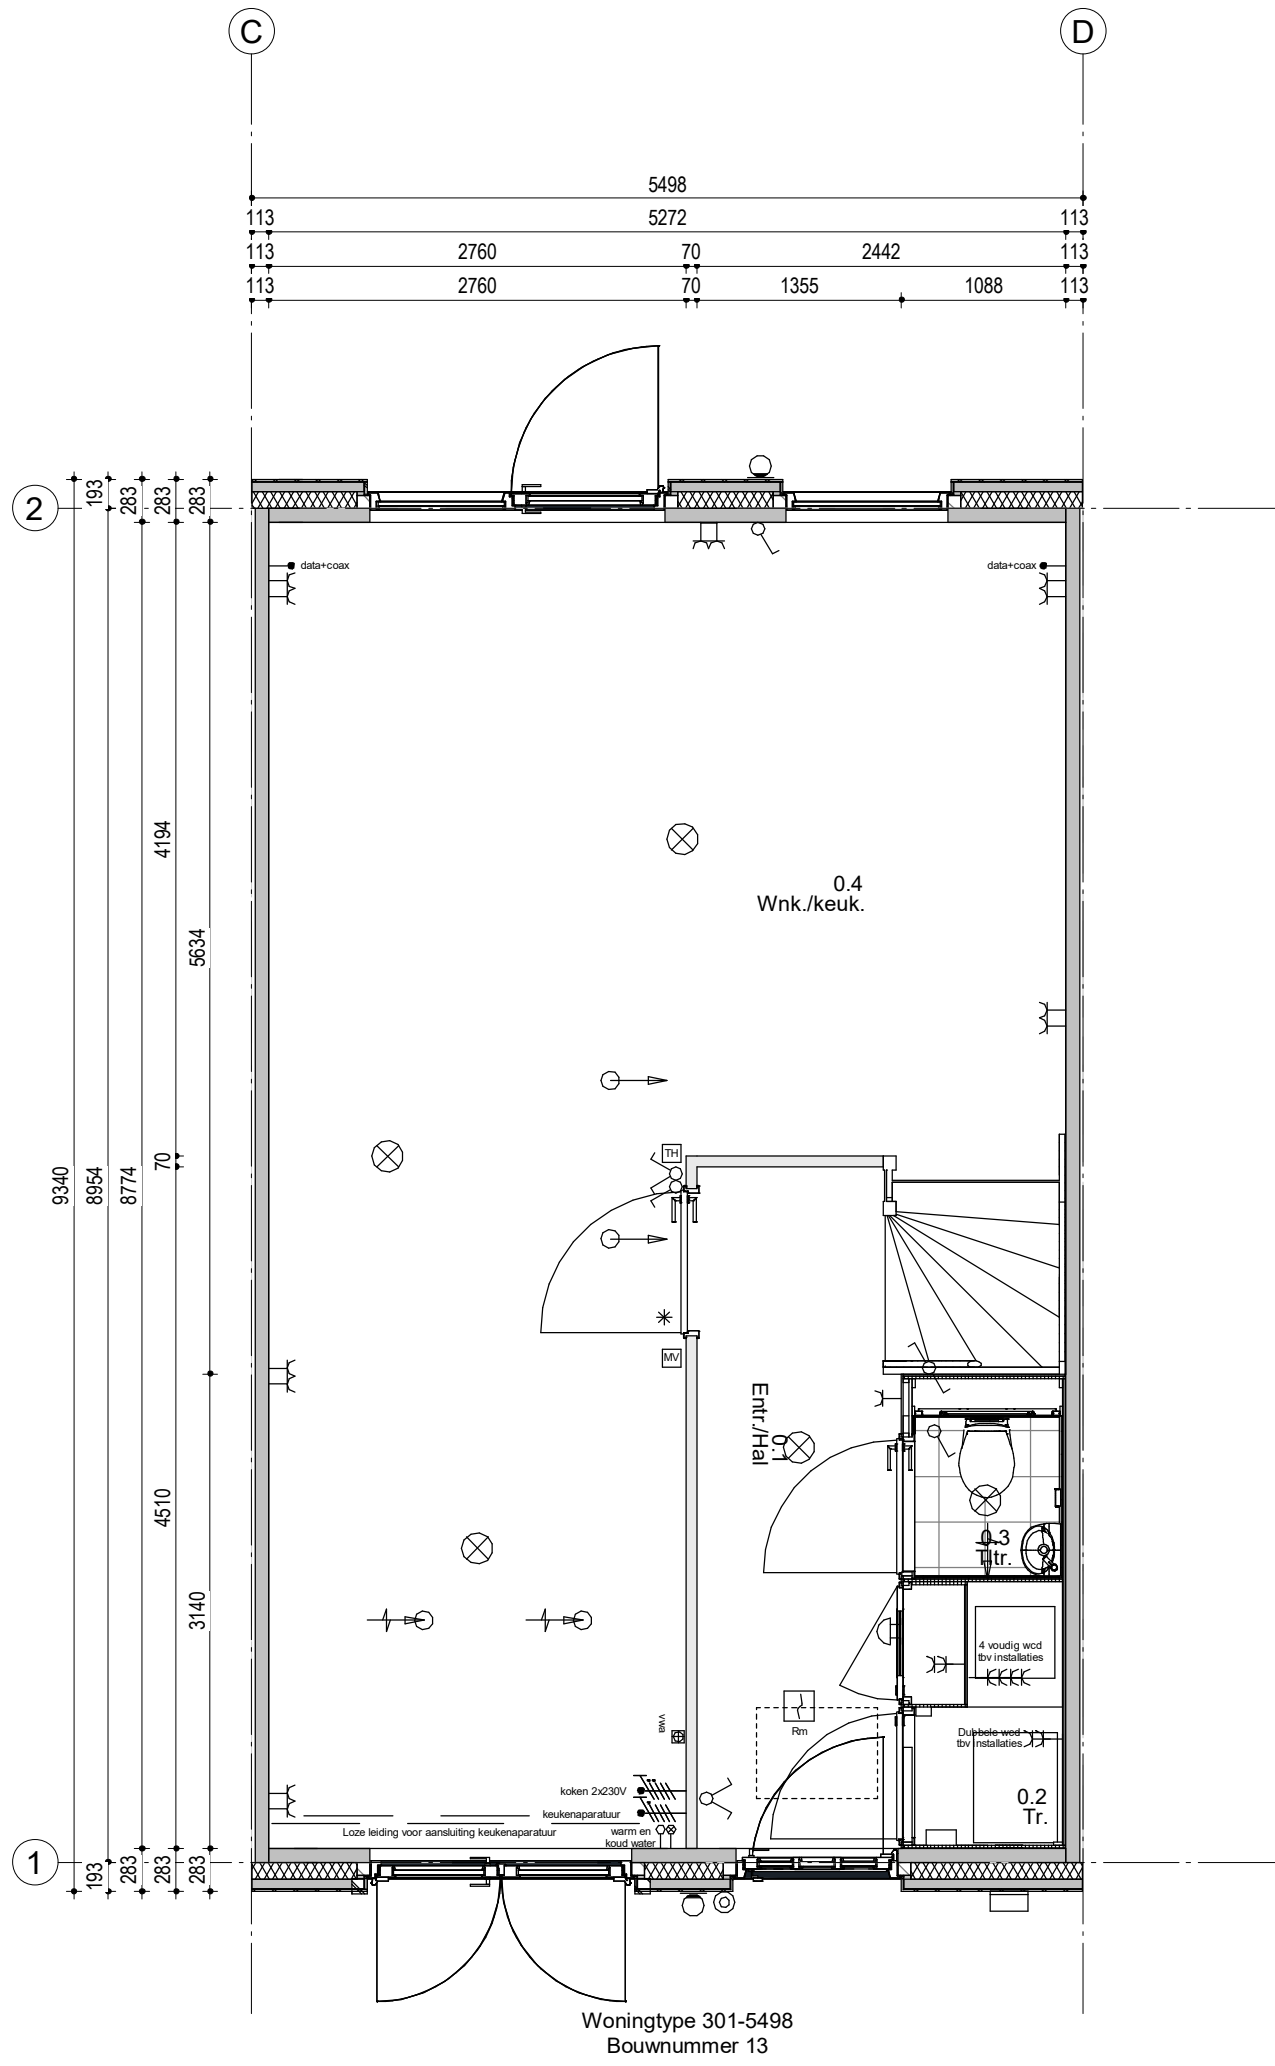 C
D
5498
113
5272
113
113
2760
70
2442
113
113
2760
70
1355
1088
113
2
193
283
283
283
data+coax
data+coax
4194
0.4
Wnk./keuk.
5634
9340
8954
8774
70
TH
MV
0.1
Entr./Hal
4510
0.3
Tltr.
3140
4 voudig wcd
tbv installaties
vwa
Rm
Dubbele wcd
tbv installaties
koken 2x230V
0.2
Tr.
keukenaparatuur
Loze leiding voor aansluiting keukenaparatuur
warm en
koud water
1
193
283
283
283
Woningtype 301-5498
Bouwnummer 13